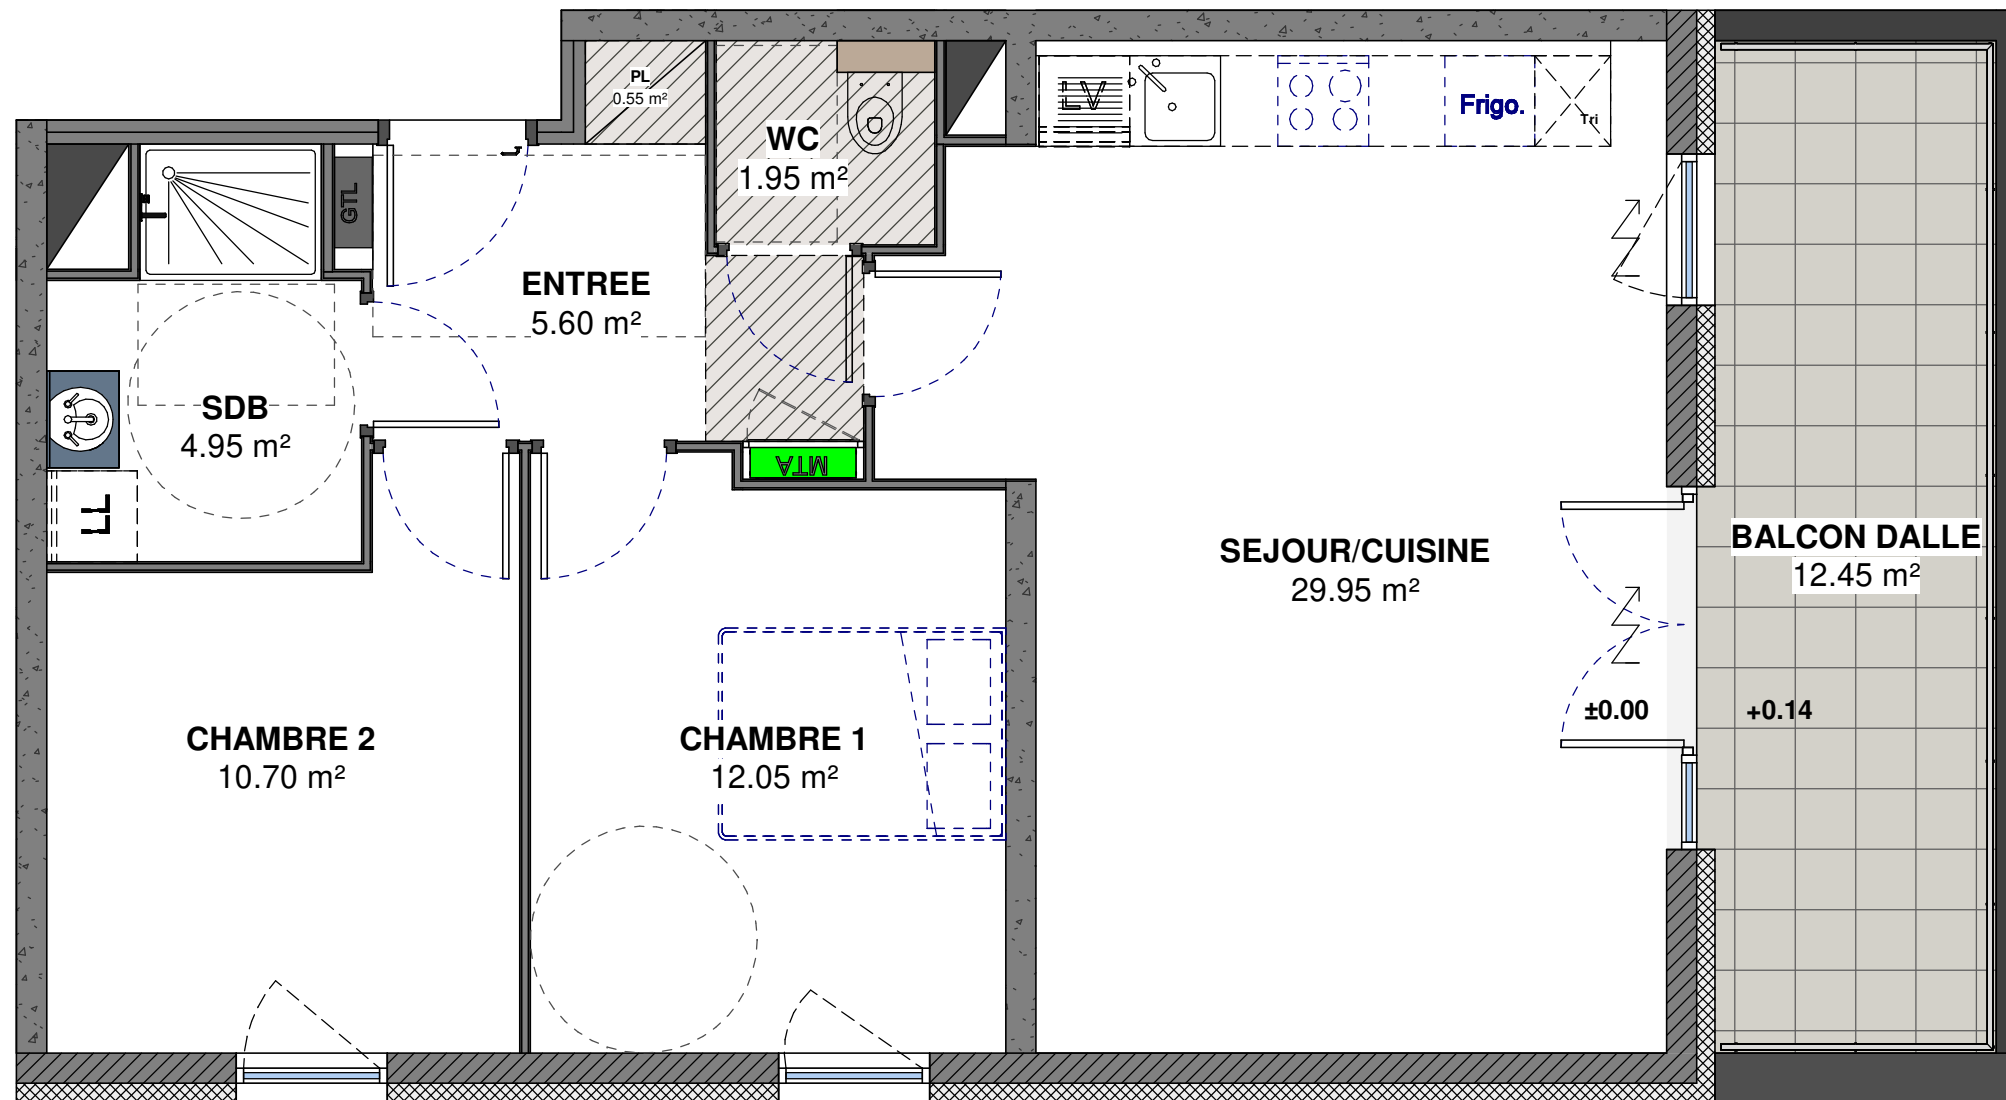 PL
0.55 m²
WC
1.95 m²
LV
Frigo.
Tri
GTL
ENTREE
5.60 m²
SDB
4.95 m²
LL
MTA
SEJOUR/CUISINE
29.95 m²
BALCON DALLE
12.45 m²
±0.00
+0.14
CHAMBRE 2
10.70 m²
CHAMBRE 1
12.05 m²